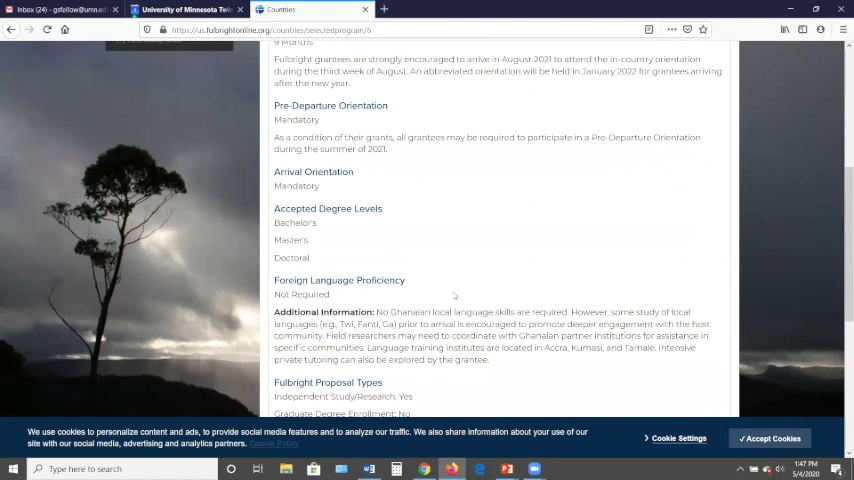 Inbox (24) - gsfellow@umn.ed
University of Minnesota Twin
Countries
https://us.fulbrightonline.org/countries/selectedprogram/6
9 Months
Fulbright grantees are strongly encouraged to arrive in August 2021 to attend the in-country orientation
during the third week of August. An abbreviated orientation will be held in January 2022 for grantees arriving
after the new year.
Pre-Departure Orientation
Mandatory
As a condition of their grants, all grantees may be required to participate in a Pre-Departure Orientation
during the summer of 2021.
Arrival Orientation
Mandatory
Accepted Degree Levels
Bachelor's
Master's
Doctoral
Foreign Language Proficiency
Not Required
Additional Information: No Ghanaian local language skills are required. However, some study of local
languages (e.g., Twi, Fanti, Ga) prior to arrival is encouraged to promote deeper engagement with the host
community. Field researchers may need to coordinate with Ghanaian partner institutions for assistance in
specific communities. Language training institutes are located in Accra, Kumasi, and Tamale. Intensive
private tutoring can also be explored by the grantee.
Fulbright Proposal Types
Independent Study/Research: Yes
Graduate Degree Enrollment: No
We use cookies to personalize content and ads, to provide social media features and to analyze our traffic. We also share information about your use of our
site with our social media, advertising and analytics partners. Cookie Policy
Cookie Settings
✓Accept Cookies
Type here to search
1:47 PM
5/4/2020